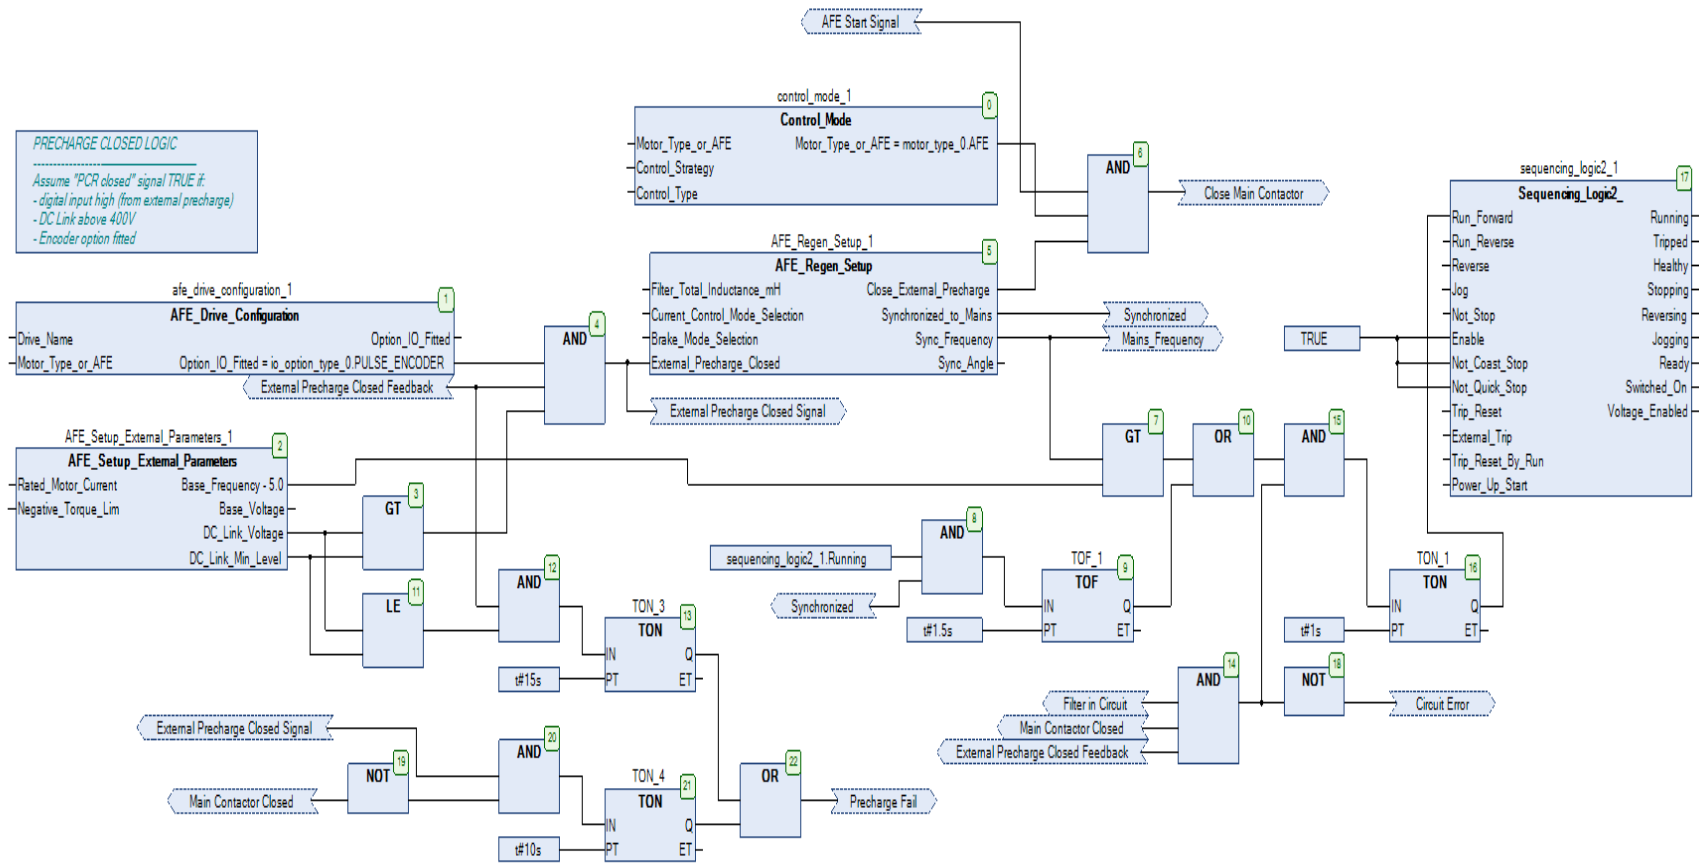 AFE Start Signal
control_mode_1
0
Control_Mode
Motor_Type_or_AFE
Motor_Type_or_AFE = motor_type_0.AFE
Control_Strategy
Control_Type
6
AND
Close Main Contactor
PRECHARGE CLOSED LOGIC
------------------------------------
Assume "PCR closed" signal TRUE if:
- digital input high (from external precharge)
- DC Link above 400V
- Encoder option fitted
sequencing_logic2_1
17
Sequencing_Logic2_
Run_Forward
Running
Run_Reverse
Tripped
Reverse
Healthy
Jog
Stopping
Not_Stop
Reversing
Enable
Jogging
Not_Coast_Stop
Ready
Not_Quick_Stop
Switched_On
Trip_Reset
Voltage_Enabled
External_Trip
Trip_Reset_By_Run
Power_Up_Start
TRUE
AFE_Regen_Setup_1
5
AFE_Regen_Setup
Filter_Total_Inductance_mH
Close_External_Precharge
Current_Control_Mode_Selection
Synchronized_to_Mains
Brake_Mode_Selection
Sync_Frequency
External_Precharge_Closed
Sync_Angle
Synchronized
Mains_Frequency
afe_drive_configuration_1
1
AFE_Drive_Configuration
Drive_Name
Option_IO_Fitted
Motor_Type_or_AFE
Option_IO_Fitted = io_option_type_0.PULSE_ENCODER
External Precharge Closed Feedback
4
AND
External Precharge Closed Signal
AFE_Setup_External_Parameters_1
2
AFE_Setup_External_Parameters
Rated_Motor_Current
Base_Frequency - 5.0
Negative_Torque_Lim
Base_Voltage
DC_Link_Voltage
DC_Link_Min_Level
3
GT
7
GT
10
OR
15
AND
8
AND
sequencing_logic2_1.Running
Synchronized
TOF_1
9
TOF
IN
Q
PT
ET
t#1.5s
TON_1
16
TON
IN
Q
PT
ET
t#1s
11
LE
12
AND
TON_3
13
TON
IN
Q
PT
ET
t#15s
14
AND
Filter in Circuit
Main Contactor Closed
External Precharge Closed Feedback
18
NOT
Circuit Error
External Precharge Closed Signal
19
NOT
Main Contactor Closed
20
AND
TON_4
21
TON
IN
Q
PT
ET
t#10s
22
OR
Precharge Fail